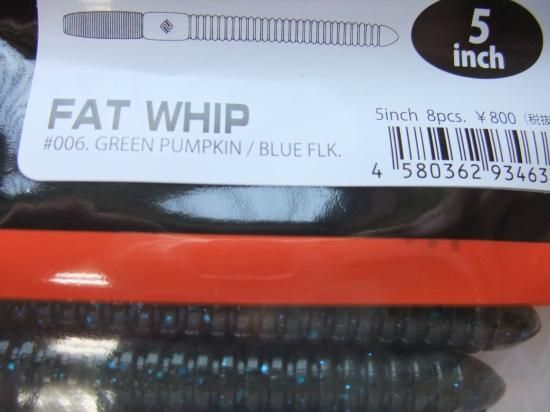 5
inch
FAT WHIP
5inch 8pcs. ￥800（税抜
#006. GREEN PUMPKIN / BLUE FLK.
4 580362 93463